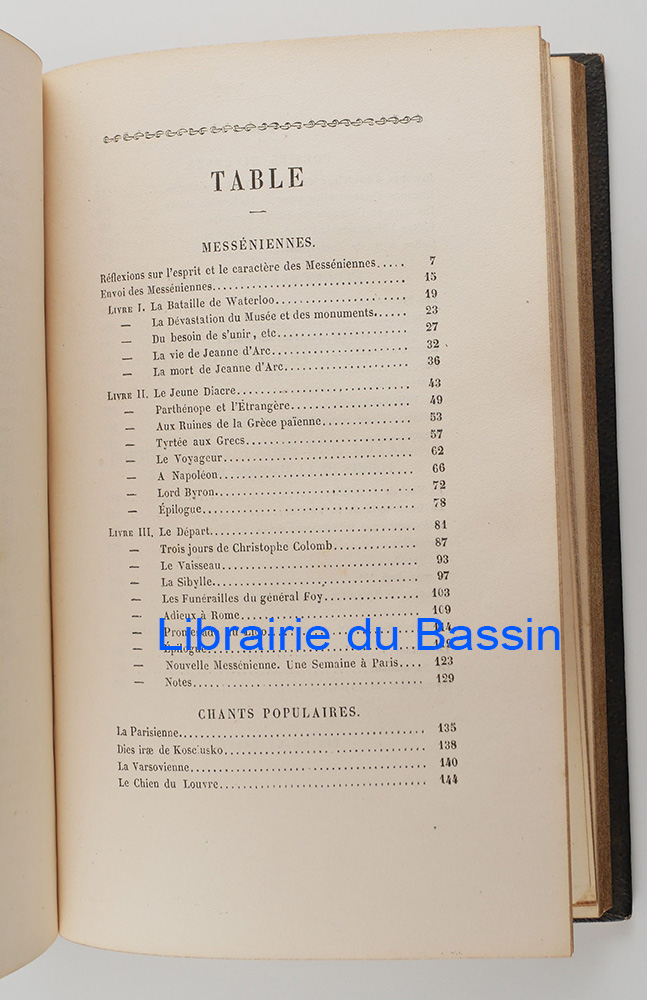 TABLE
MESSÉNIENNES.
Réflexions sur l'esprit et le caractère des Messéniennes..... 7
Envoi des Messéniennes................................ 15
LIVRE I. La Bataille de Waterloo........................ 19
— La Dévastation du Musée et des monuments...... 23
— Du besoin de s'unir, etc........................ 27
— La vie de Jeanne d'Arc......................... 32
— La mort de Jeanne d'Arc....................... 36
LIVRE II. Le Jeune Diacre............................ 43
— Parthénope et l'Étrangère..................... 49
— Aux Ruines de la Grèce païenne............... 53
— Tyrtée aux Grecs............................ 57
— Le Voyageur................................ 62
— A Napoléon................................ 66
— Lord Byron................................. 72
— Épilogue................................... 78
LIVRE III. Le Départ................................. 81
— Trois jours de Christophe Colomb............. 87
— Le Vaisseau................................ 93
— La Sibylle.................................. 97
— Les Funérailles du général Foy............... 103
— Adieux à Rome............................. 109
— Promenade au Lido
Librairie du Bassin
— Épilogue
— Nouvelle Messénienne. Une Semaine à Paris.... 123
— Notes..................................... 129
CHANTS POPULAIRES.
La Parisienne....................................... 135
Dies iræ de Kosciusko............................... 138
La Varsovienne..................................... 140
Le Chien du Louvre................................. 144